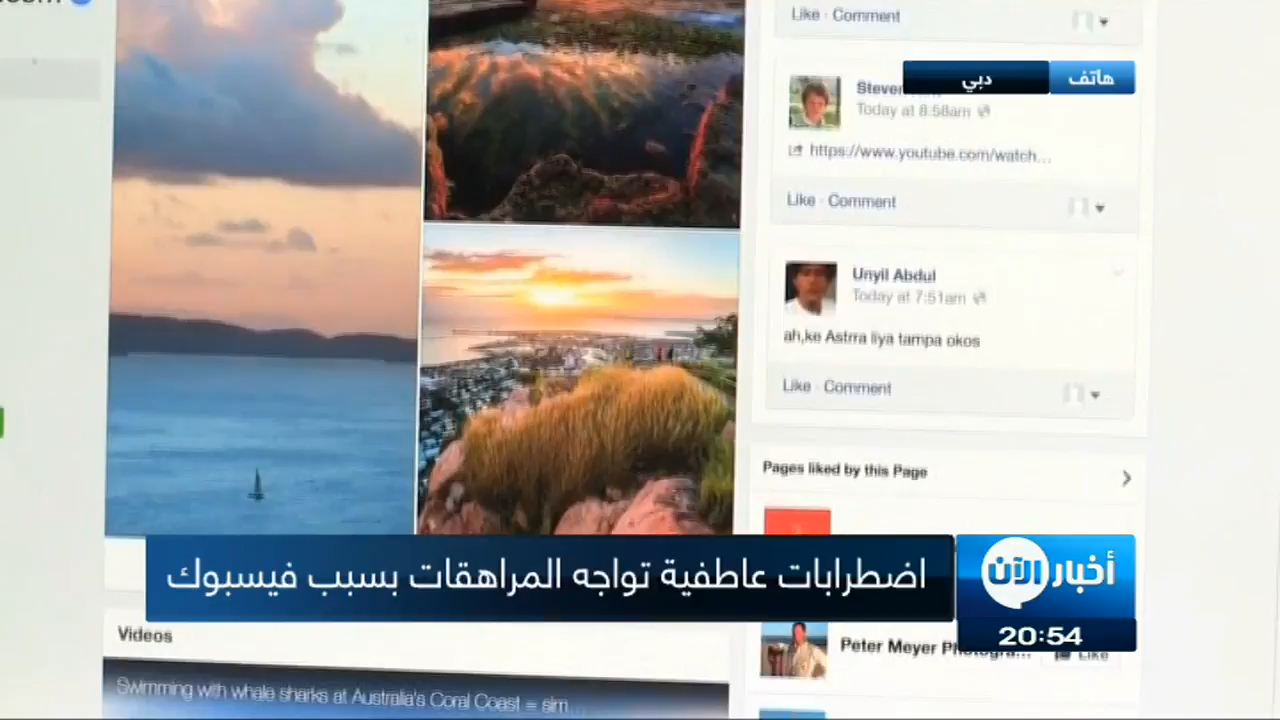 Like · Comment
دبي
هاتف
Today at 8:58am
https://www.youtube.com/watch...
Like · Comment
Unyil Abdul
Today at 7:51am
ah,ke Astrra liya tampa okos
Like · Comment
Pages liked by this Page
اضطرابات عاطفية تواجه المراهقات بسبب فيسبوك
أخبار الآن
20:54
Videos
Peter Meyer
Like
Swimming with whale sharks at Australia's Coral Coast = sim...